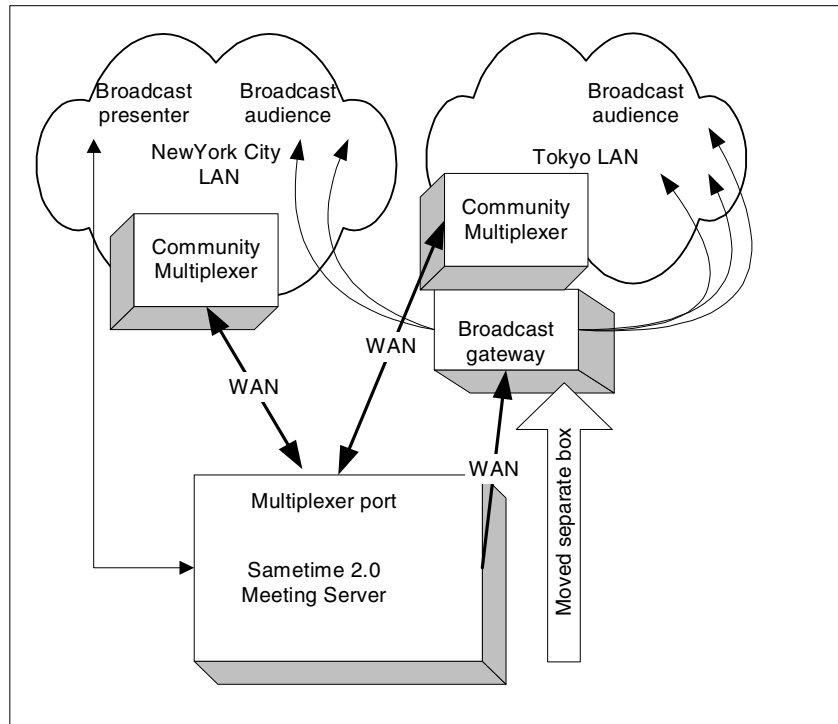 Broadcast
presenter
Broadcast
audience
NewYork City
LAN
Community
Multiplexer
Broadcast
audience
Tokyo LAN
Community
Multiplexer
Broadcast
gateway
WAN
WAN
WAN
Multiplexer port
Sametime 2.0
Meeting Server
Moved separate box